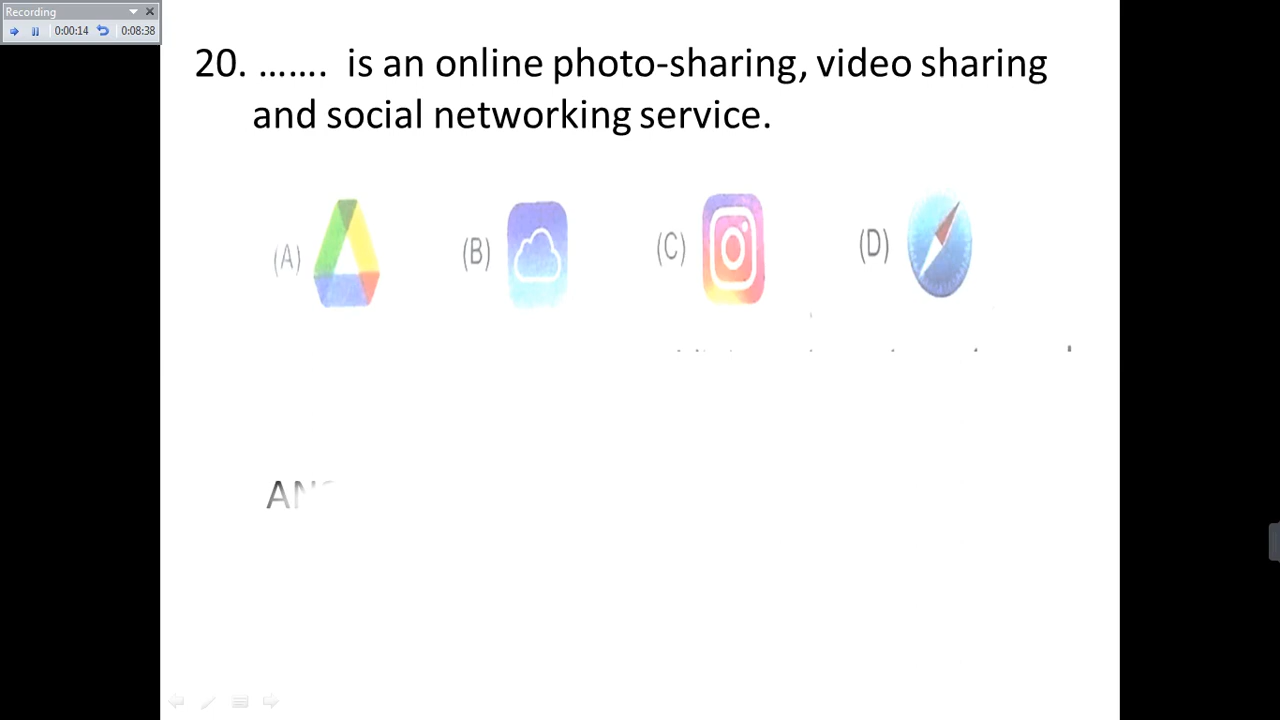 Recording
0:00:14 0:08:38
20. ....... is an online photo-sharing, video sharing
and social networking service.
(A) (B) (C) (D)